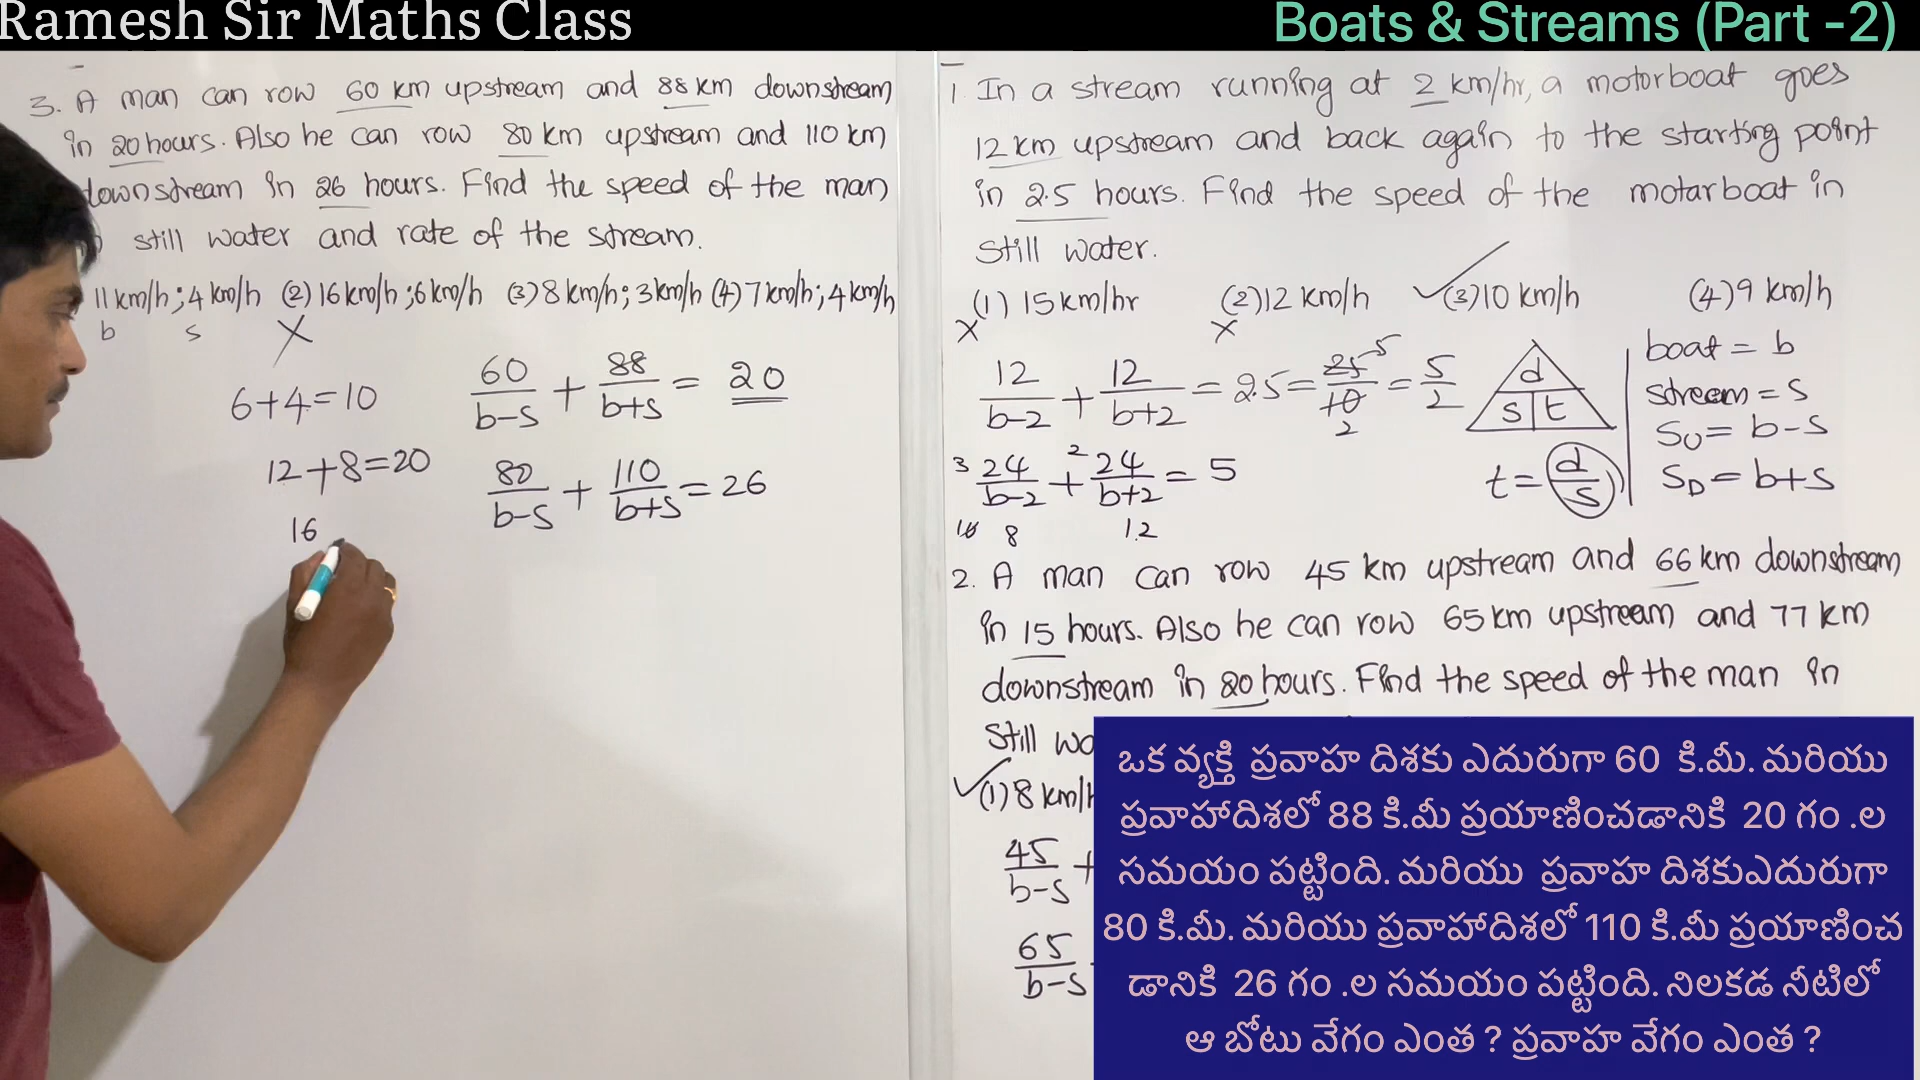 Ramesh Sir Maths Class
Boats & Streams (Part -2)
3. A man can row 60 km upstream and 88 km downstream
in 20 hours. Also he can row 80 km upstream and 110 km
downstream in 26 hours. Find the speed of the man
still water and rate of the stream.
11 km/h ; 4 km/h (2) 16 km/h ; 6 km/h (3) 8 km/h ; 3 km/h (4) 7 km/h ; 4 km/h
b s X
6+4=10
60/b-s + 88/b+s = 20
12+8=20
80/b-s + 110/b+s = 26
16
1. In a stream running at 2 km/hr, a motorboat goes
12 km upstream and back again to the starting point
in 2.5 hours. Find the speed of the motarboat in
still water.
(1) 15 km/hr (2) 12 km/h (3) 10 km/h (4) 9 km/h
X X
12/b-2 + 12/b+2 = 2.5 = 25/10 = 5/2
5
2
3 24/b-2 + 2 24/b+2 = 5
10 8 12
d
s t
t = d/s
boat = b
streem = s
SU = b-s
SD = b+s
2. A man can row 45 km upstream and 66 km downstream
in 15 hours. Also he can row 65 km upstream and 77 km
downstream in 20 hours. Find the speed of the man in
still
(1) 8 km/h
45/b-s +
65/b-s
ఒక వ్యక్తి ప్రవాహ దిశకు ఎదురుగా 60 కి.మీ. మరియు
ప్రవాహాదిశలో 88 కి.మీ ప్రయాణించడానికి 20 గం .ల
సమయం పట్టింది. మరియు ప్రవాహ దిశకుఎదురుగా
80 కి.మీ. మరియు ప్రవాహాదిశలో 110 కి.మీ ప్రయాణించ
డానికి 26 గం .ల సమయం పట్టింది. నిలకడ నీటిలో
ఆ బోటు వేగం ఎంత ? ప్రవాహ వేగం ఎంత ?